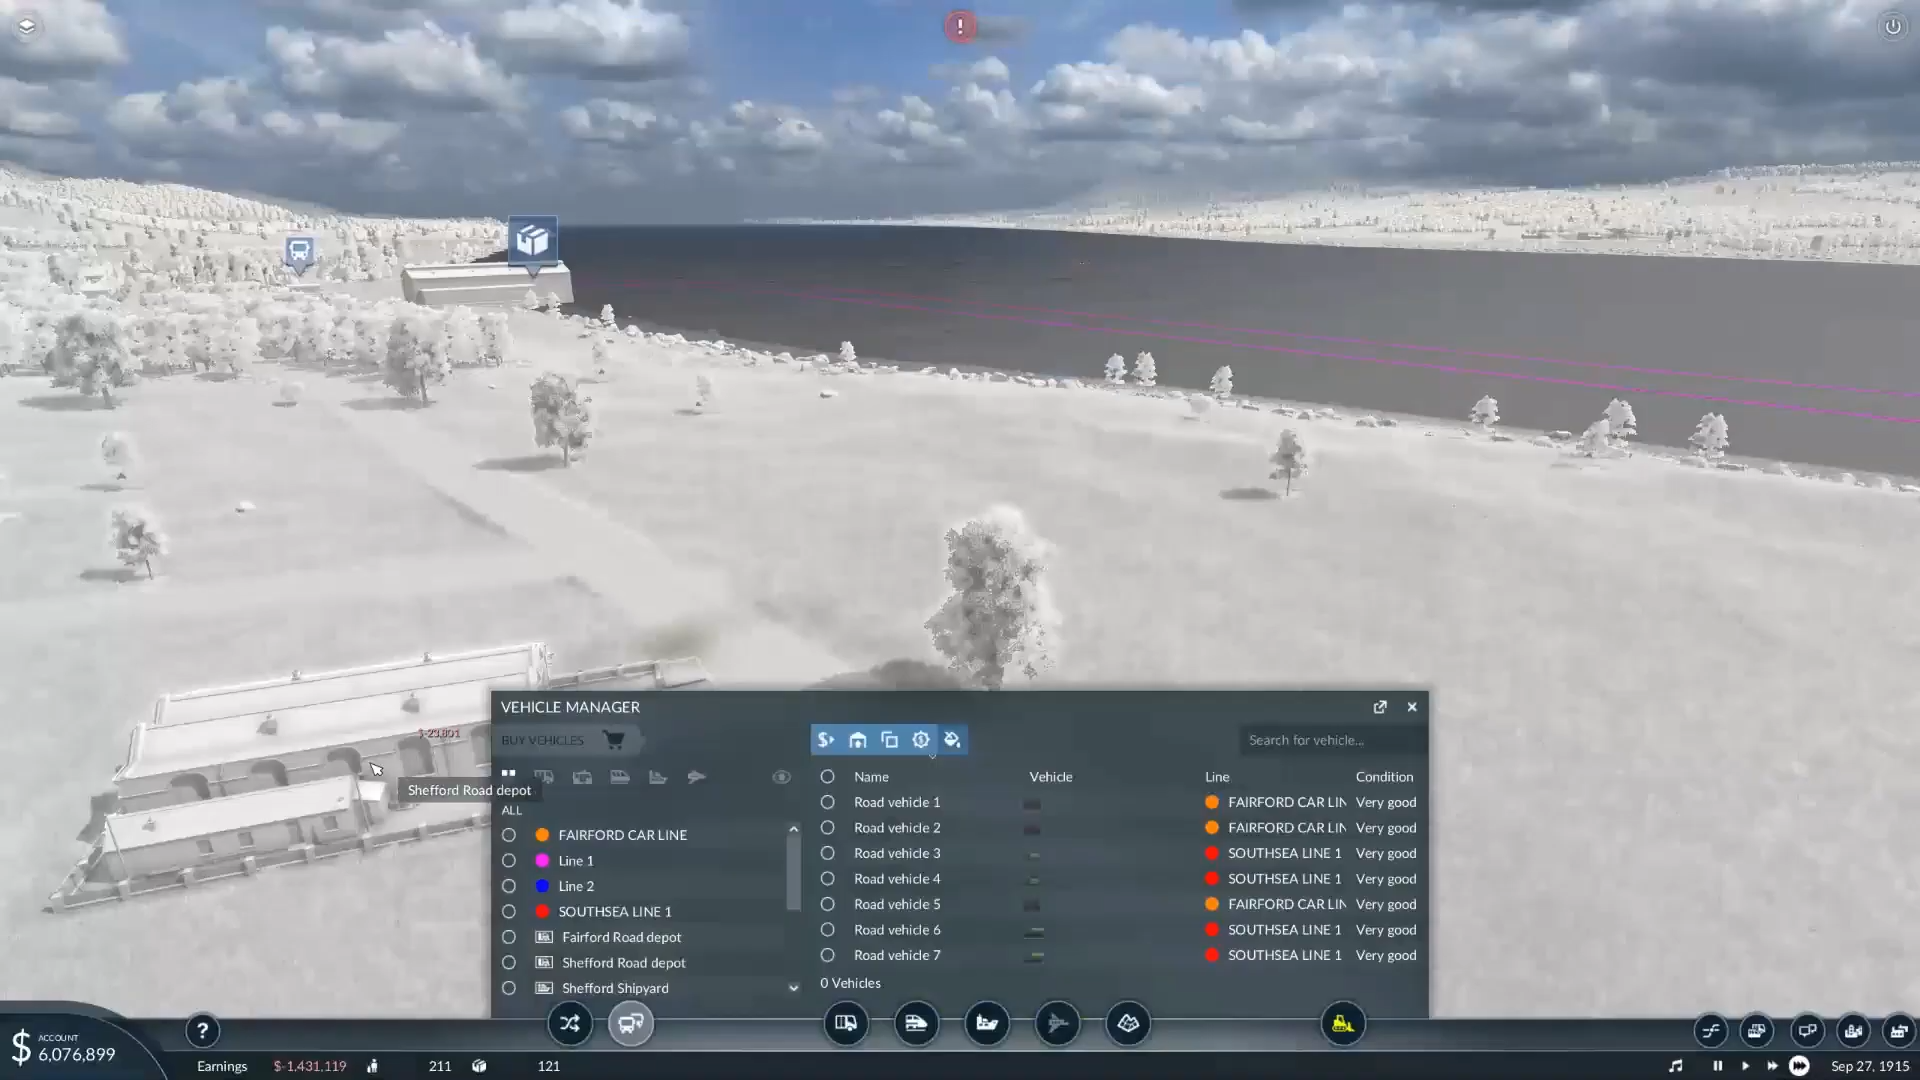 !
$-23,801
VEHICLE MANAGER
BUY VEHICLES
Search for vehicle...
Shefford Road depot
ALL
FAIRFORD CAR LINE
Line 1
Line 2
SOUTHSEA LINE 1
Fairford Road depot
Shefford Road depot
Shefford Shipyard
Name Vehicle Line Condition
Road vehicle 1 FAIRFORD CAR LIN Very good
Road vehicle 2 FAIRFORD CAR LIN Very good
Road vehicle 3 SOUTHSEA LINE 1 Very good
Road vehicle 4 SOUTHSEA LINE 1 Very good
Road vehicle 5 FAIRFORD CAR LIN Very good
Road vehicle 6 SOUTHSEA LINE 1 Very good
Road vehicle 7 SOUTHSEA LINE 1 Very good
0 Vehicles
?
$ ACCOUNT
6,076,899
Earnings $-1,431,119 211 121
Sep 27, 1915